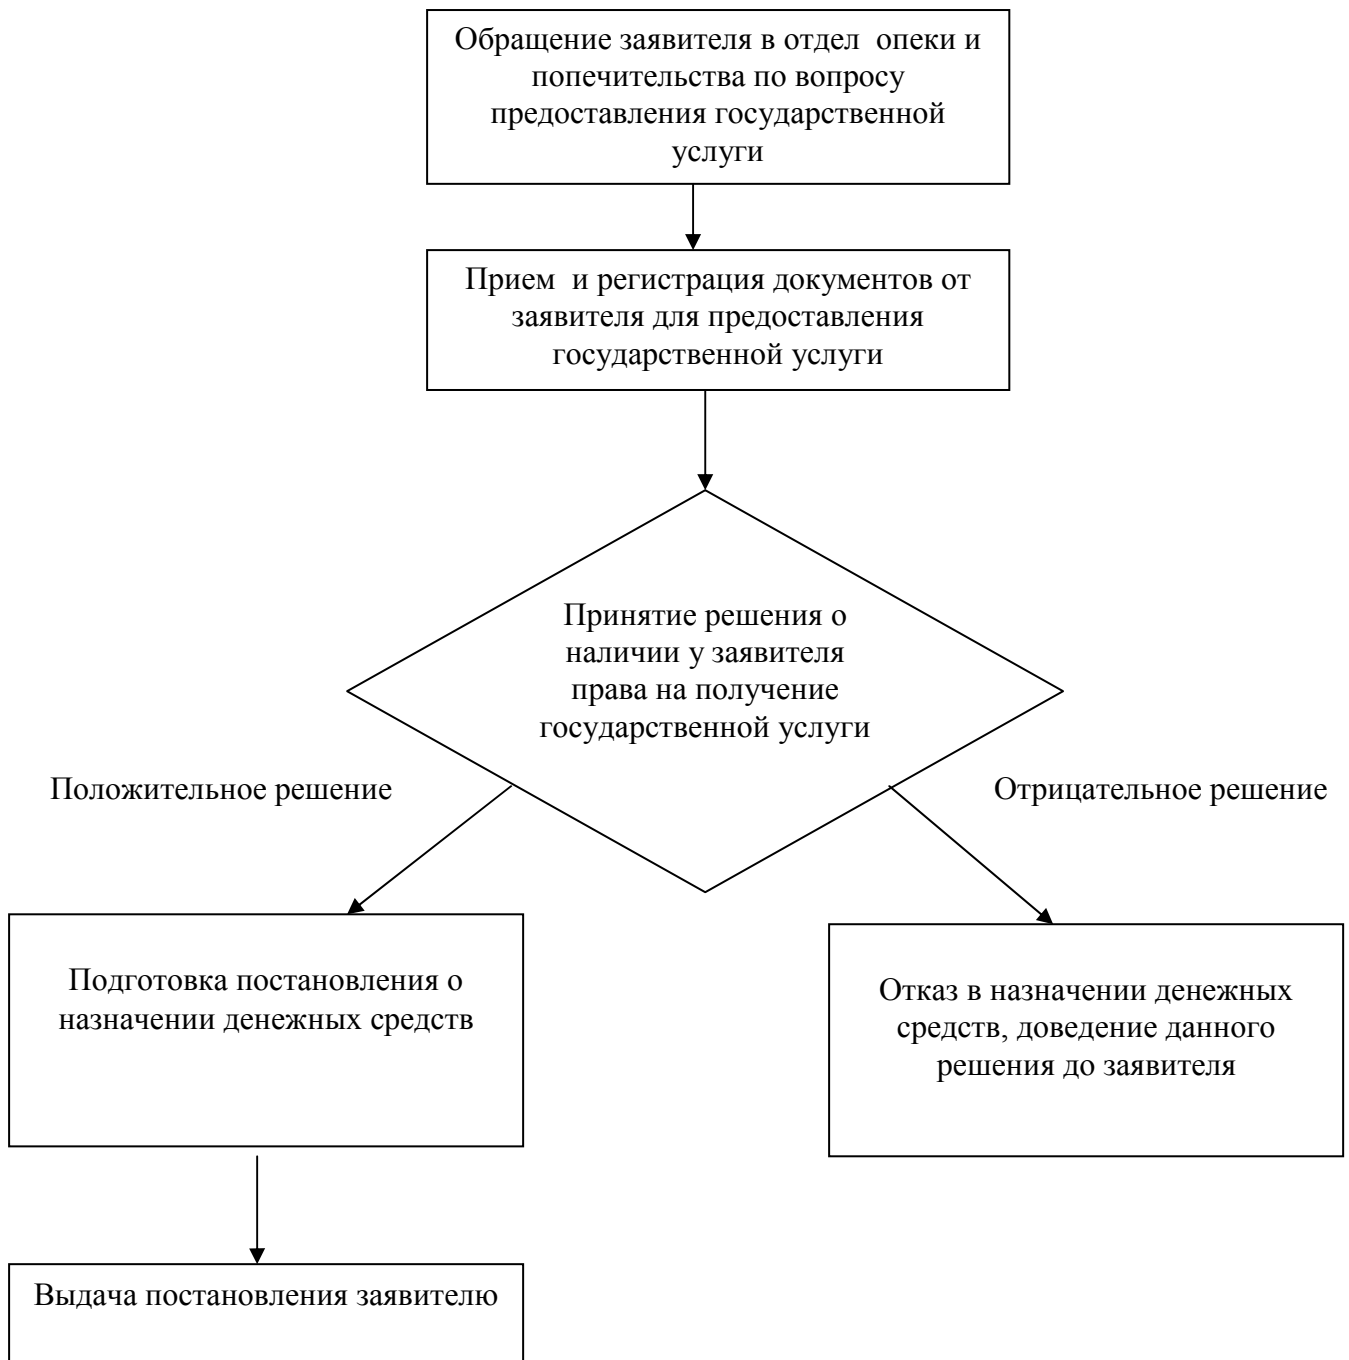 Обращение заявителя в отдел опеки и
попечительства по вопросу
предоставления государственной
услуги
Прием и регистрация документов от
заявителя для предоставления
государственной услуги
Принятие решения о
наличии у заявителя
права на получение
государственной услуги
Положительное решение
Отрицательное решение
Подготовка постановления о
назначении денежных средств
Отказ в назначении денежных
средств, доведение данного
решения до заявителя
Выдача постановления заявителю